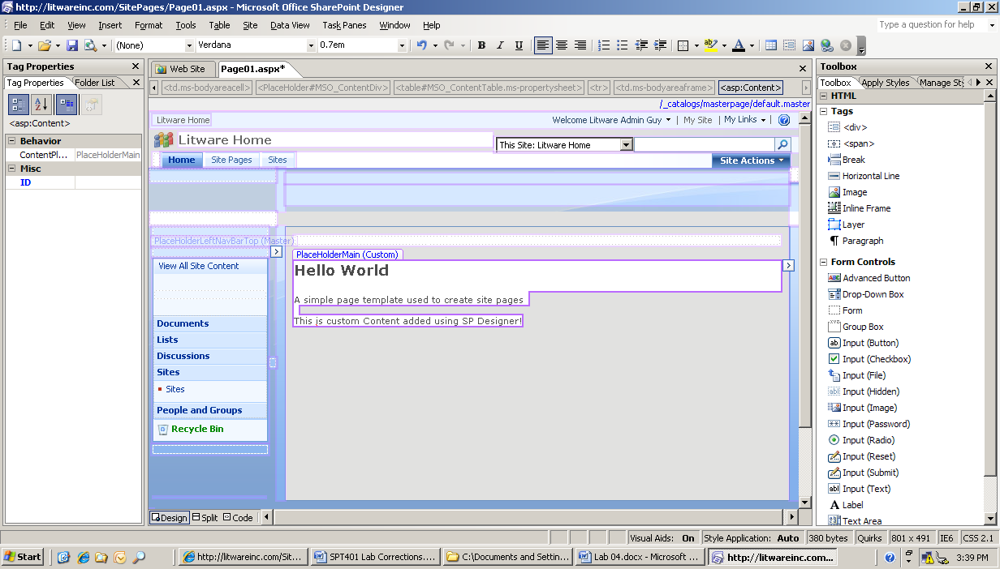 http://litwareinc.com/SitePages/Page01.aspx - Microsoft Office SharePoint Designer
File Edit View Insert Format Tools Table Site Data View Task Panes Window Help
Type a question for help
(None) Verdana 0.7em B I U A
Tag Properties
Tag Properties Folder List
<asp:Content>
Behavior
ContentPl... PlaceHolderMain
Misc
ID
Web Site Page01.aspx*
<td.ms-bodyareacell> <PlaceHolder#MSO_ContentDiv> <table#MSO_ContentTable.ms-propertysheet> <tr> <td.ms-bodyareaframe> <asp:Content>
/_catalogs/masterpage/default.master
Litware Home
Welcome Litware Admin Guy My Site My Links
Litware Home
This Site: Litware Home
Home Site Pages Sites
Site Actions
PlaceHolderLeftNavBarTop (Master)
View All Site Content
Documents
Lists
Discussions
Sites
Sites
People and Groups
Recycle Bin
PlaceHolderMain (Custom)
Hello World
A simple page template used to create site pages
This js custom Content added using SP Designer!
Design Split Code
Toolbox
Toolbox Apply Styles Manage St
HTML
Tags
<div>
<span>
Break
Horizontal Line
Image
Inline Frame
Layer
Paragraph
Form Controls
Advanced Button
Drop-Down Box
Form
Group Box
Input (Button)
Input (Checkbox)
Input (File)
Input (Hidden)
Input (Image)
Input (Password)
Input (Radio)
Input (Reset)
Input (Submit)
Input (Text)
Label
Text Area
Visual Aids: On Style Application: Auto 380 bytes Quirks 801 x 491 IE6 CSS 2.1
Start http://litwareinc.com/Sit... SPT401 Lab Corrections.... C:\Documents and Settin... Lab 04.docx - Microsoft ... http://litwareinc.com... 3:39 PM